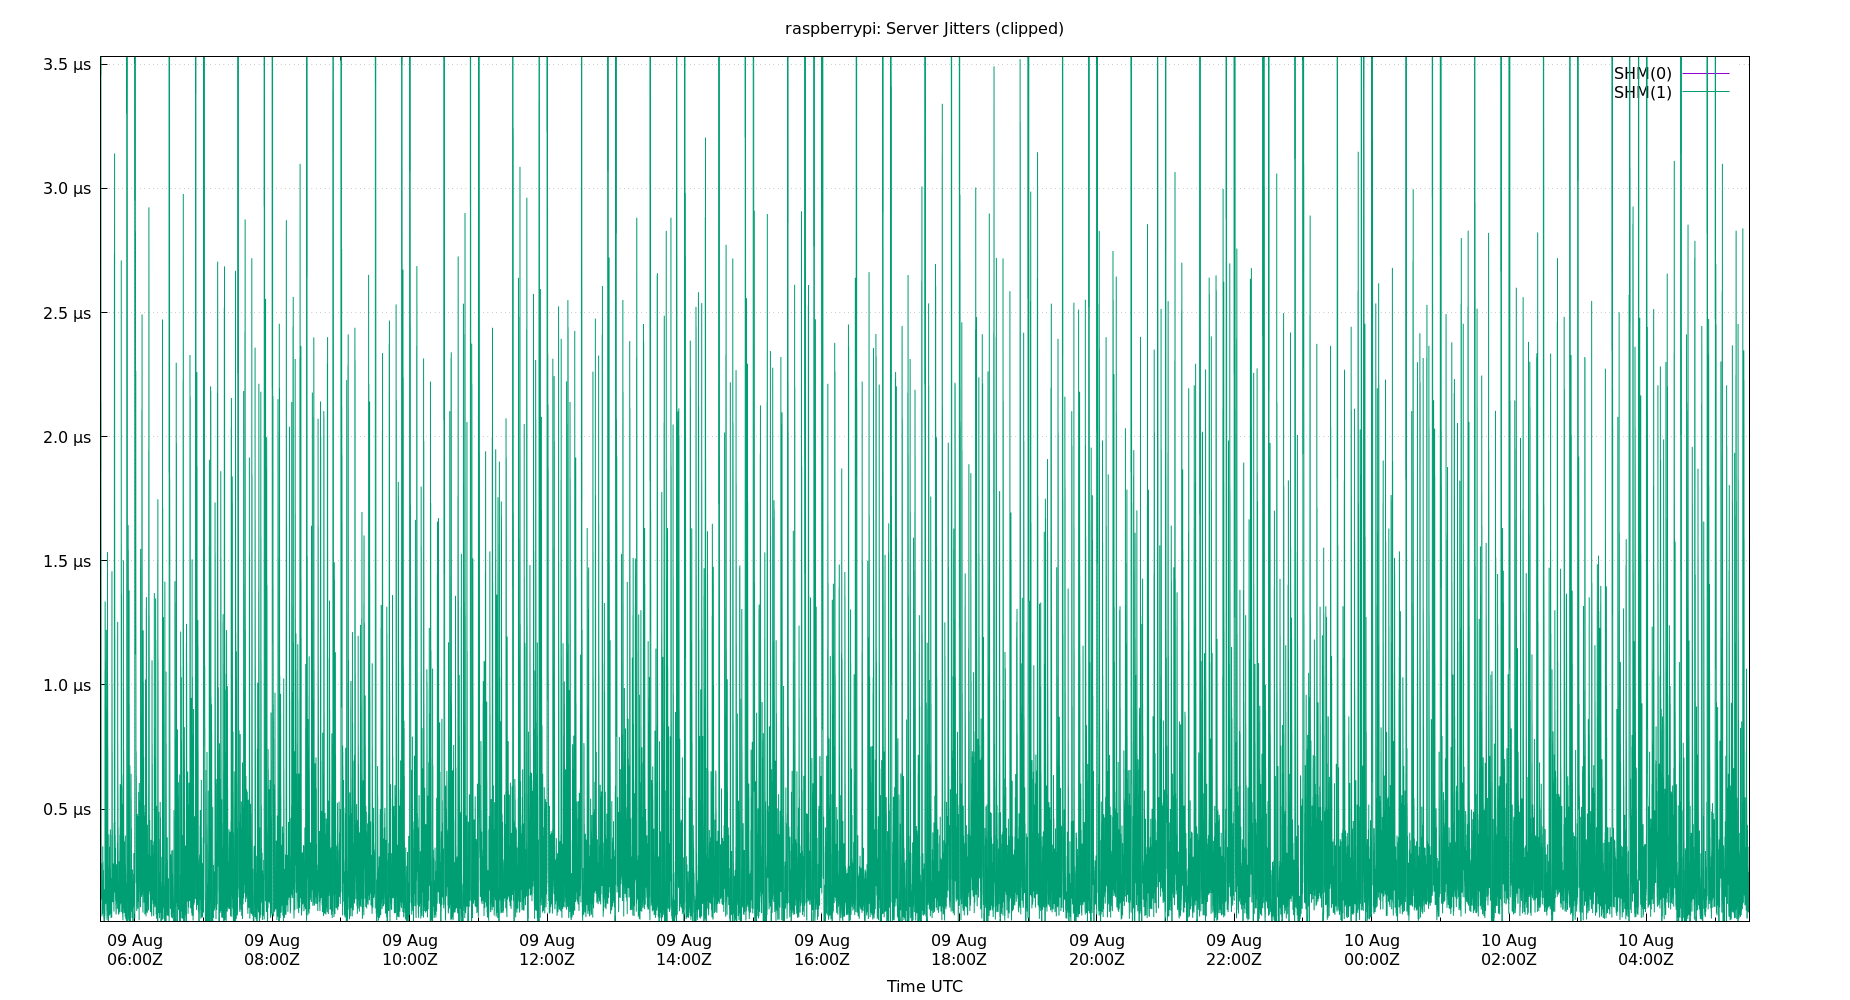 raspberrypi: Server Jitters (clipped)
3.5 µs
3.0 µs
2.5 µs
2.0 µs
1.5 µs
1.0 µs
0.5 µs
SHM(0)
SHM(1)
09 Aug 09 Aug 09 Aug 09 Aug 09 Aug 09 Aug 09 Aug 09 Aug 09 Aug 10 Aug 10 Aug 10 Aug
06:00Z 08:00Z 10:00Z 12:00Z 14:00Z 16:00Z 18:00Z 20:00Z 22:00Z 00:00Z 02:00Z 04:00Z
Time UTC